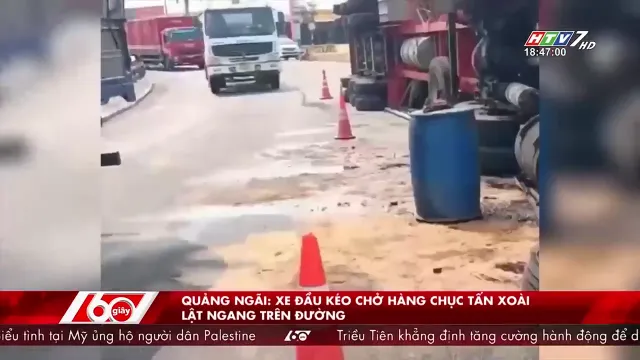 HTV7 HD
18:47:00
60 giây
QUẢNG NGÃI: XE ĐẦU KÉO CHỞ HÀNG CHỤC TẤN XOÀI
LẬT NGANG TRÊN ĐƯỜNG
iểu tình tại Mỹ ủng hộ người dân Palestine 60 Triều Tiên khẳng định tăng cường hành động để d